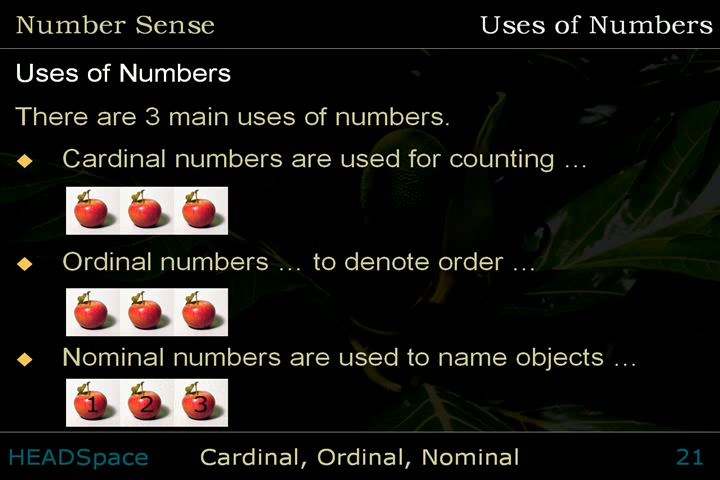 Number Sense Uses of Numbers
Uses of Numbers
There are 3 main uses of numbers.
Cardinal numbers are used for counting …
Ordinal numbers … to denote order …
Nominal numbers are used to name objects …
1 2 3
HEADSpace Cardinal, Ordinal, Nominal 21